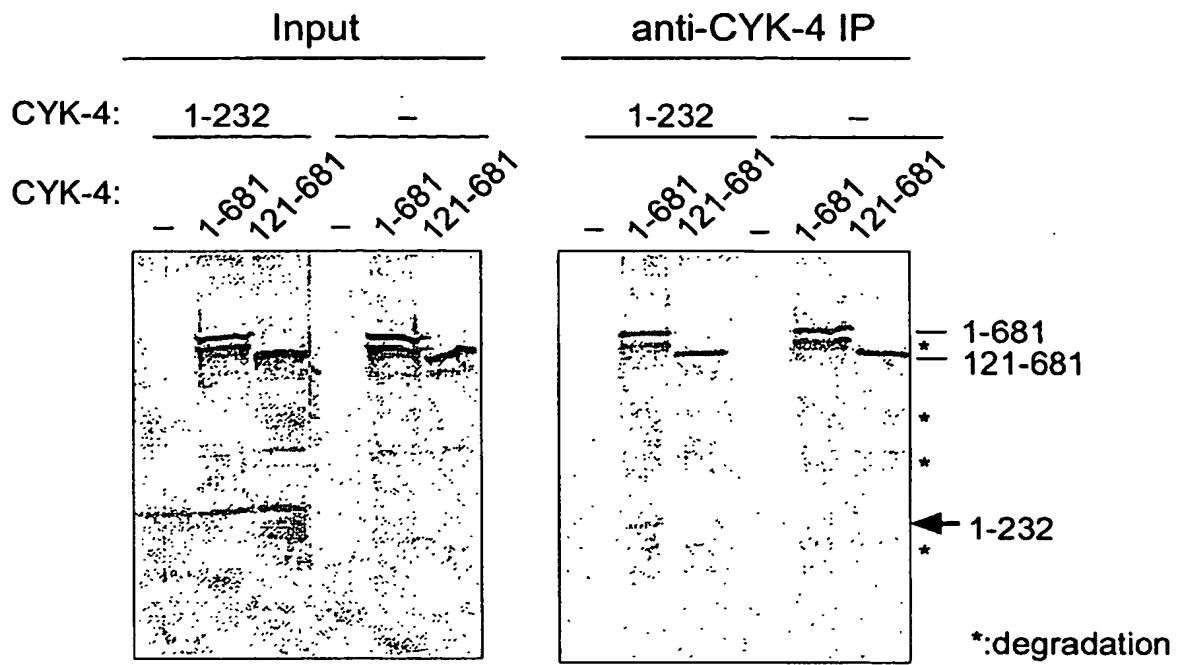 Input anti-CYK-4 IP
CYK-4: 1-232 – 1-232 –
CYK-4: – 1-681 121-681 – 1-681 121-681 – 1-681 121-681 – 1-681 121-681
1-681
*
121-681
*
*
1-232
*
*:degradation